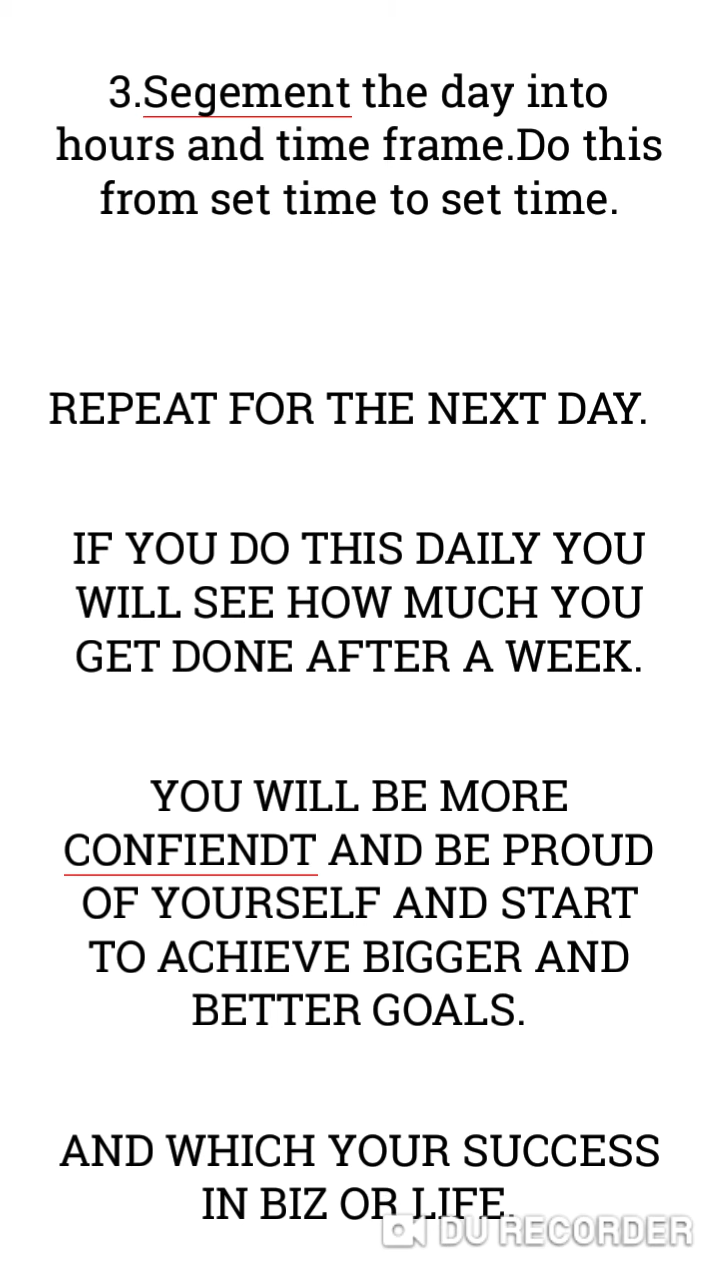 3.Segement the day into
hours and time frame.Do this
from set time to set time.
REPEAT FOR THE NEXT DAY.
IF YOU DO THIS DAILY YOU
WILL SEE HOW MUCH YOU
GET DONE AFTER A WEEK.
YOU WILL BE MORE
CONFIENDT AND BE PROUD
OF YOURSELF AND START
TO ACHIEVE BIGGER AND
BETTER GOALS.
AND WHICH YOUR SUCCESS
IN BIZ OR LIFE.
DU RECORDER